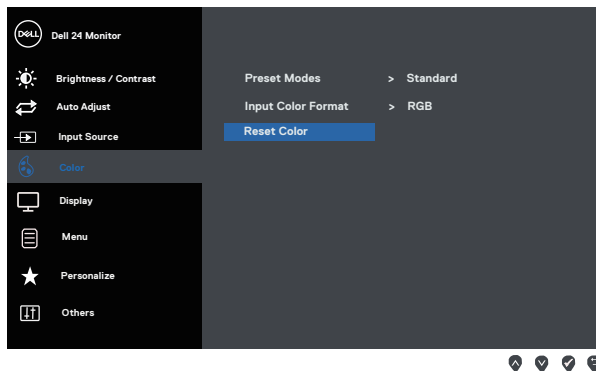 DELL Dell 24 Monitor
Brightness / Contrast
Auto Adjust
Input Source
Color
Display
Menu
Personalize
Others
Preset Modes > Standard
Input Color Format > RGB
Reset Color